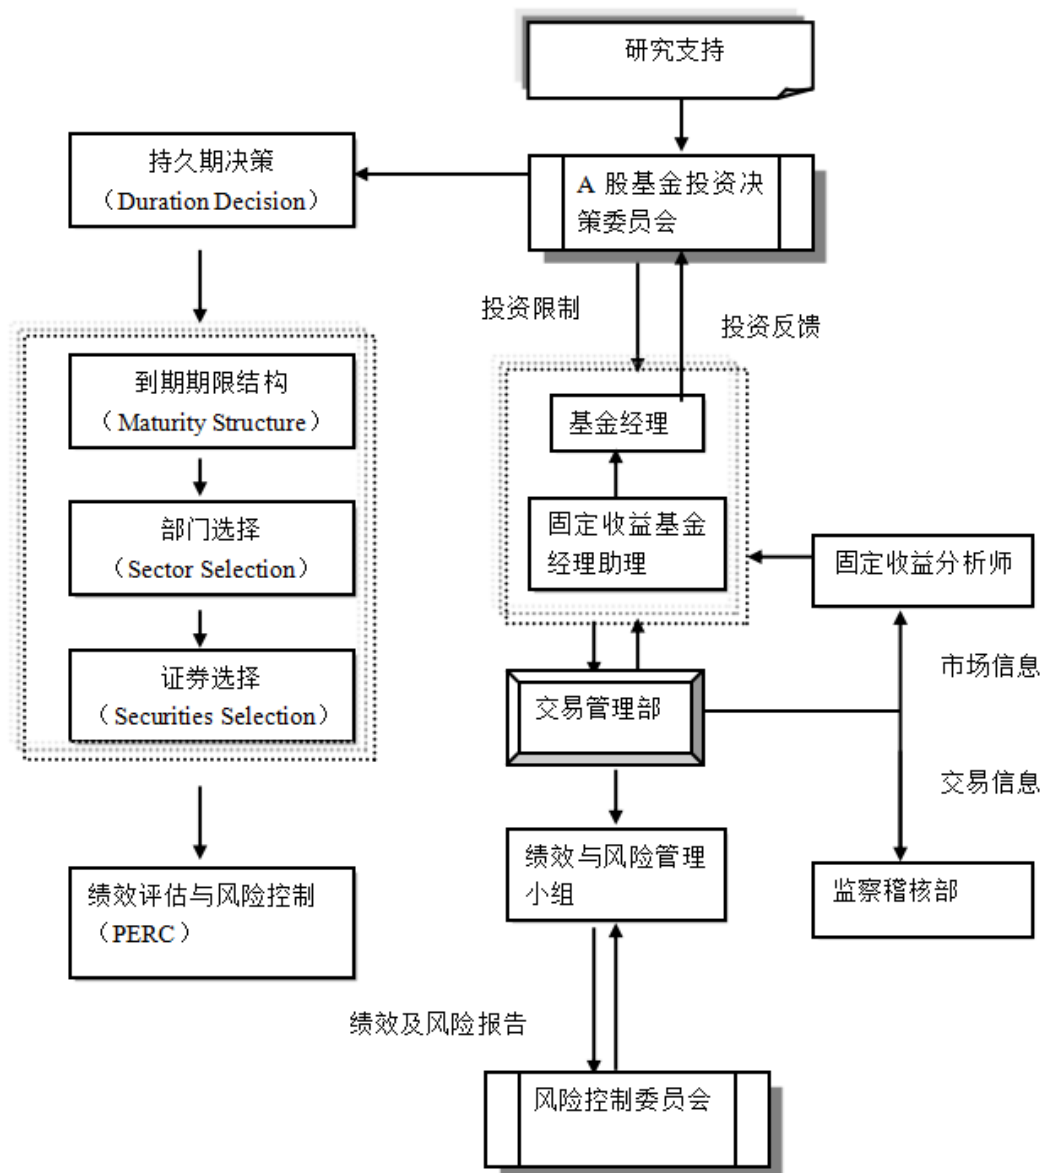 研究支持
持久期决策
（Duration Decision）
A 股基金投资决
策委员会
投资限制
投资反馈
到期期限结构
（Maturity Structure）
基金经理
部门选择
（Sector Selection）
固定收益基金
经理助理
固定收益分析师
证券选择
（Securities Selection）
交易管理部
市场信息
交易信息
绩效评估与风险控制
（PERC）
绩效与风险管理
小组
监察稽核部
绩效及风险报告
风险控制委员会